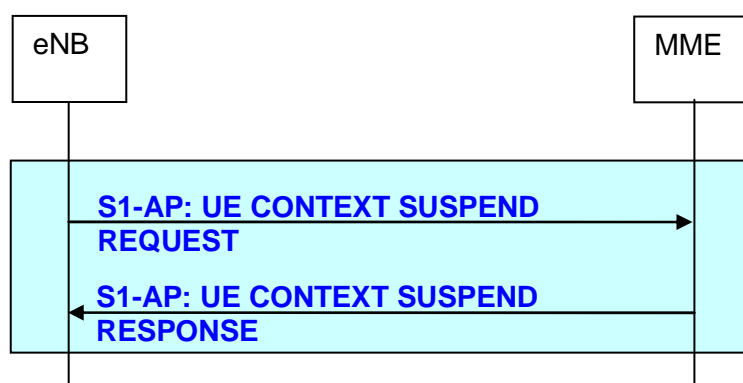 eNB
MME
S1-AP: UE CONTEXT SUSPEND
REQUEST
S1-AP: UE CONTEXT SUSPEND
RESPONSE